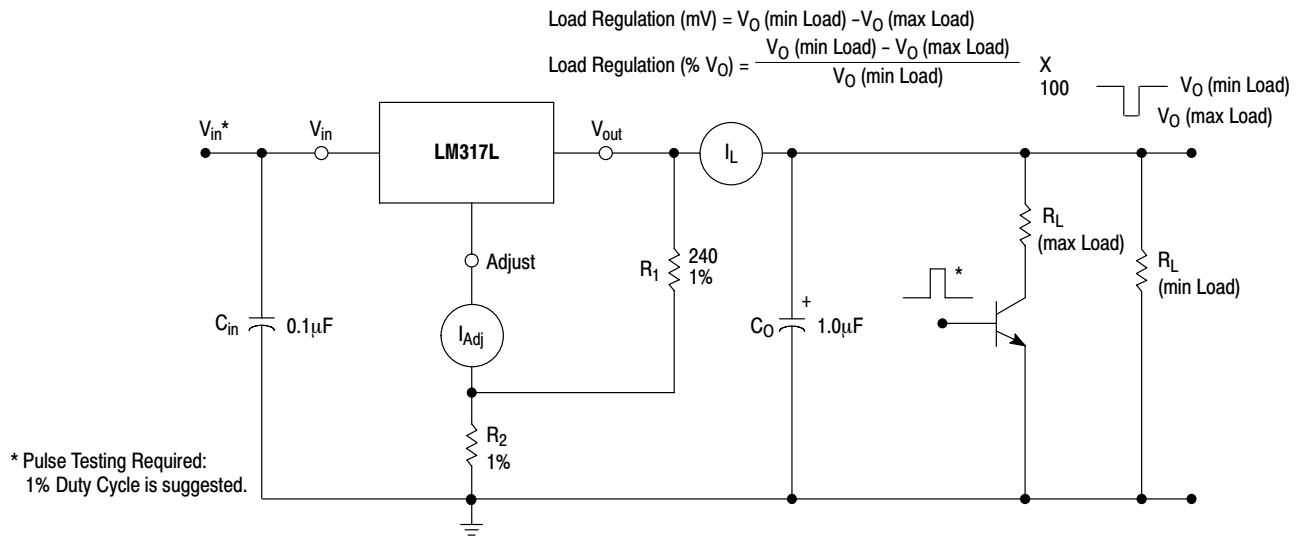 Load Regulation (mV) = VO (min Load) –VO (max Load)
Load Regulation (% VO) = VO (min Load) – VO (max Load)
VO (min Load)
X
100
VO (min Load)
VO (max Load)
Vin*
Vin
LM317L
Vout
IL
RL
(max Load)
RL
(min Load)
Adjust
R1
240
1%
*
+
Cin
0.1μF
IAdj
CO
1.0μF
R2
1%
* Pulse Testing Required:
1% Duty Cycle is suggested.